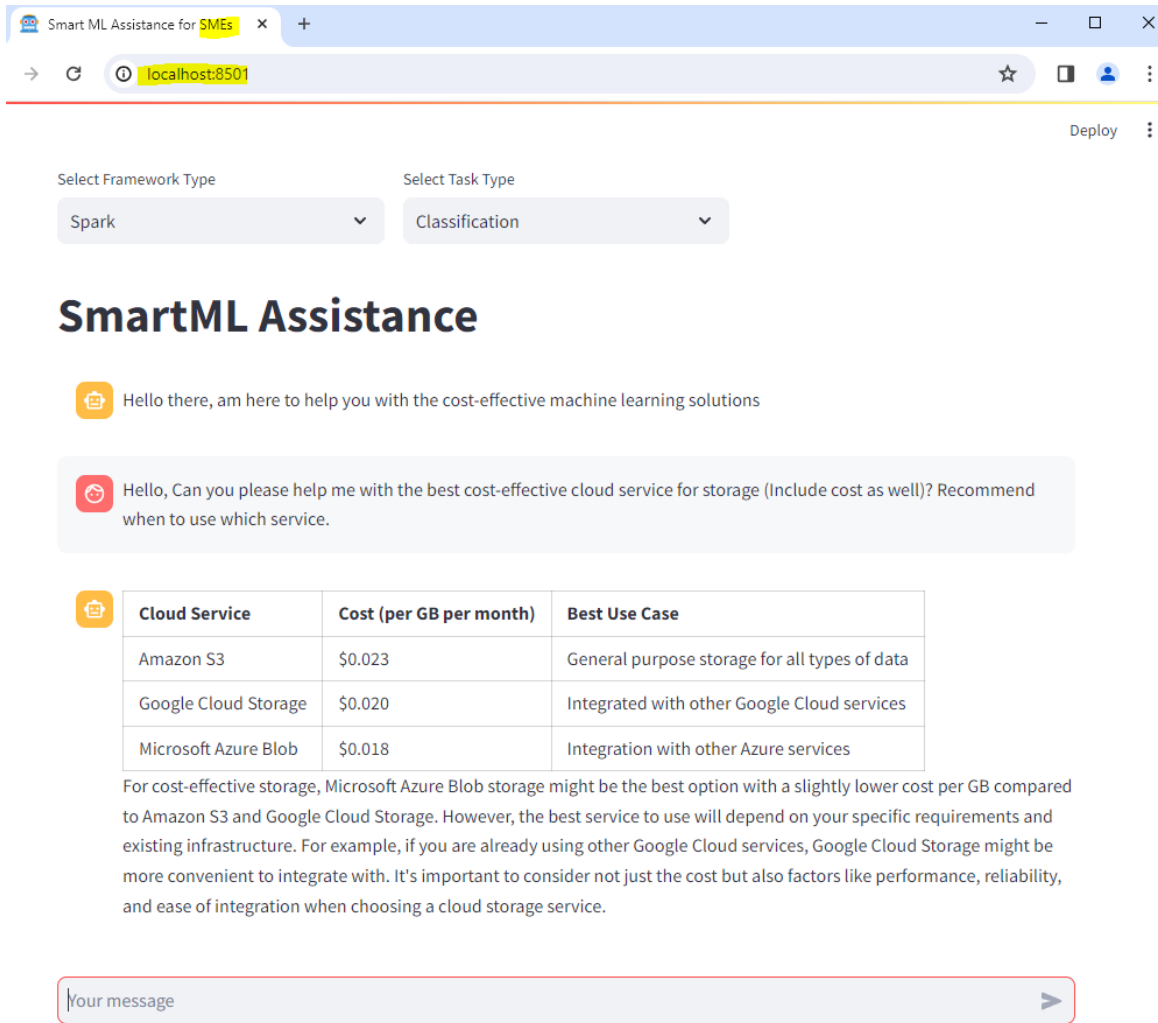 Smart ML Assistance for SMEs
localhost:8501
Deploy
Select Framework Type Select Task Type
Spark Classification
SmartML Assistance
Hello there, am here to help you with the cost-effective machine learning solutions
Hello, Can you please help me with the best cost-effective cloud service for storage (Include cost as well)? Recommend
when to use which service.
Cloud Service Cost (per GB per month) Best Use Case
Amazon S3 $0.023 General purpose storage for all types of data
Google Cloud Storage $0.020 Integrated with other Google Cloud services
Microsoft Azure Blob $0.018 Integration with other Azure services
For cost-effective storage, Microsoft Azure Blob storage might be the best option with a slightly lower cost per GB compared
to Amazon S3 and Google Cloud Storage. However, the best service to use will depend on your specific requirements and
existing infrastructure. For example, if you are already using other Google Cloud services, Google Cloud Storage might be
more convenient to integrate with. It's important to consider not just the cost but also factors like performance, reliability,
and ease of integration when choosing a cloud storage service.
Your message